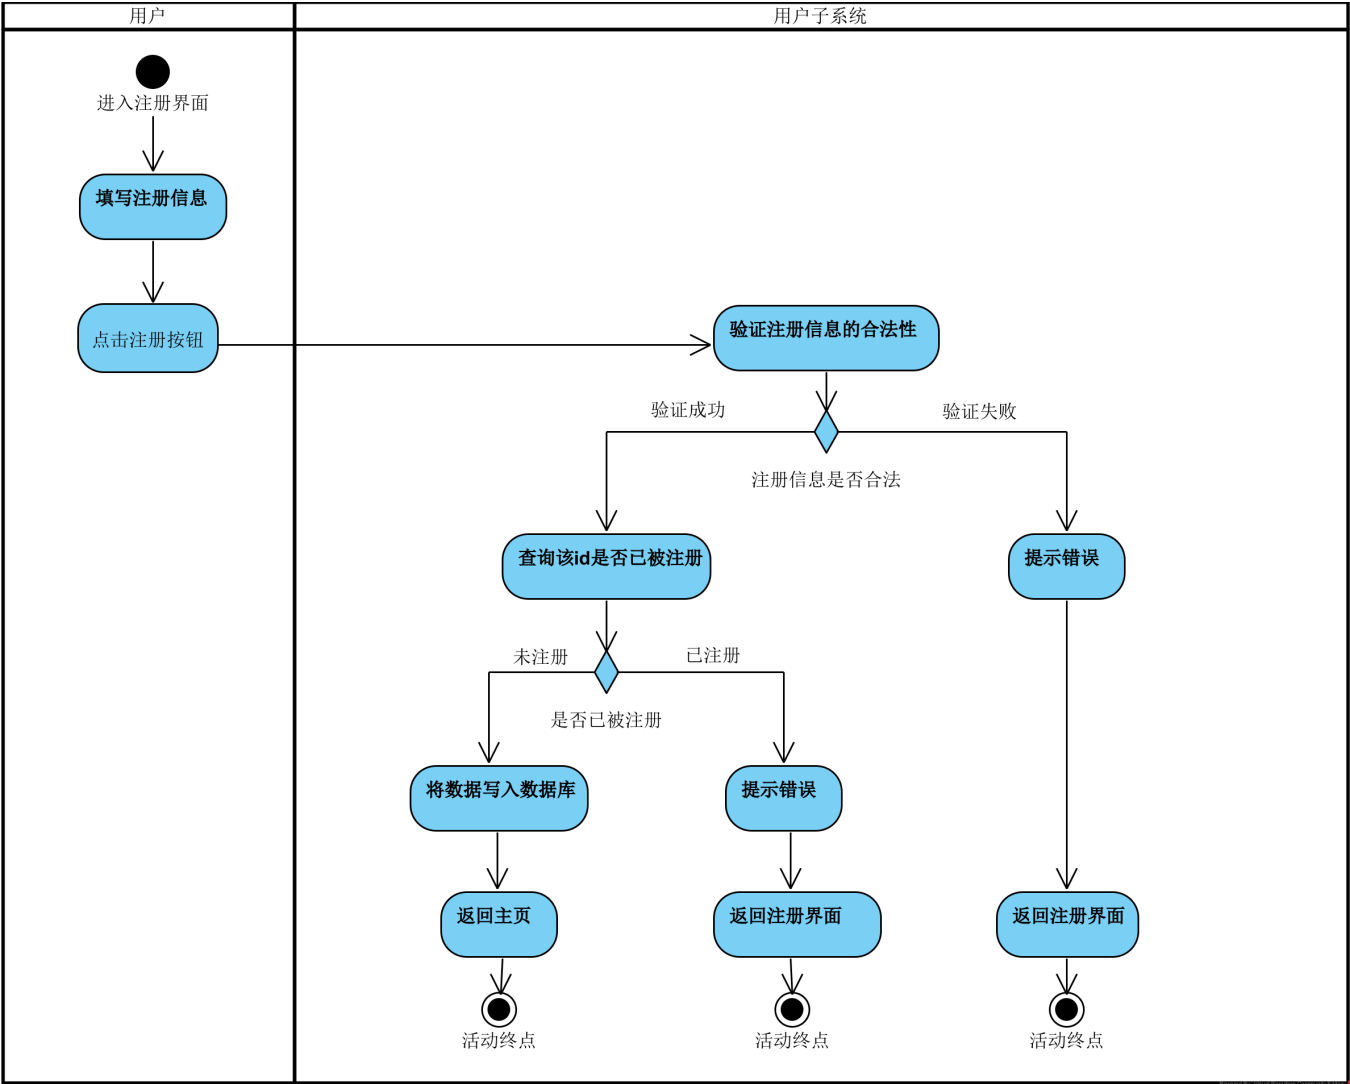 用户
用户子系统
进入注册界面
填写注册信息
点击注册按钮
验证注册信息的合法性
验证成功
验证失败
注册信息是否合法
查询该id是否已被注册
提示错误
未注册
已注册
是否已被注册
将数据写入数据库
提示错误
返回主页
返回注册界面
返回注册界面
活动终点
活动终点
活动终点